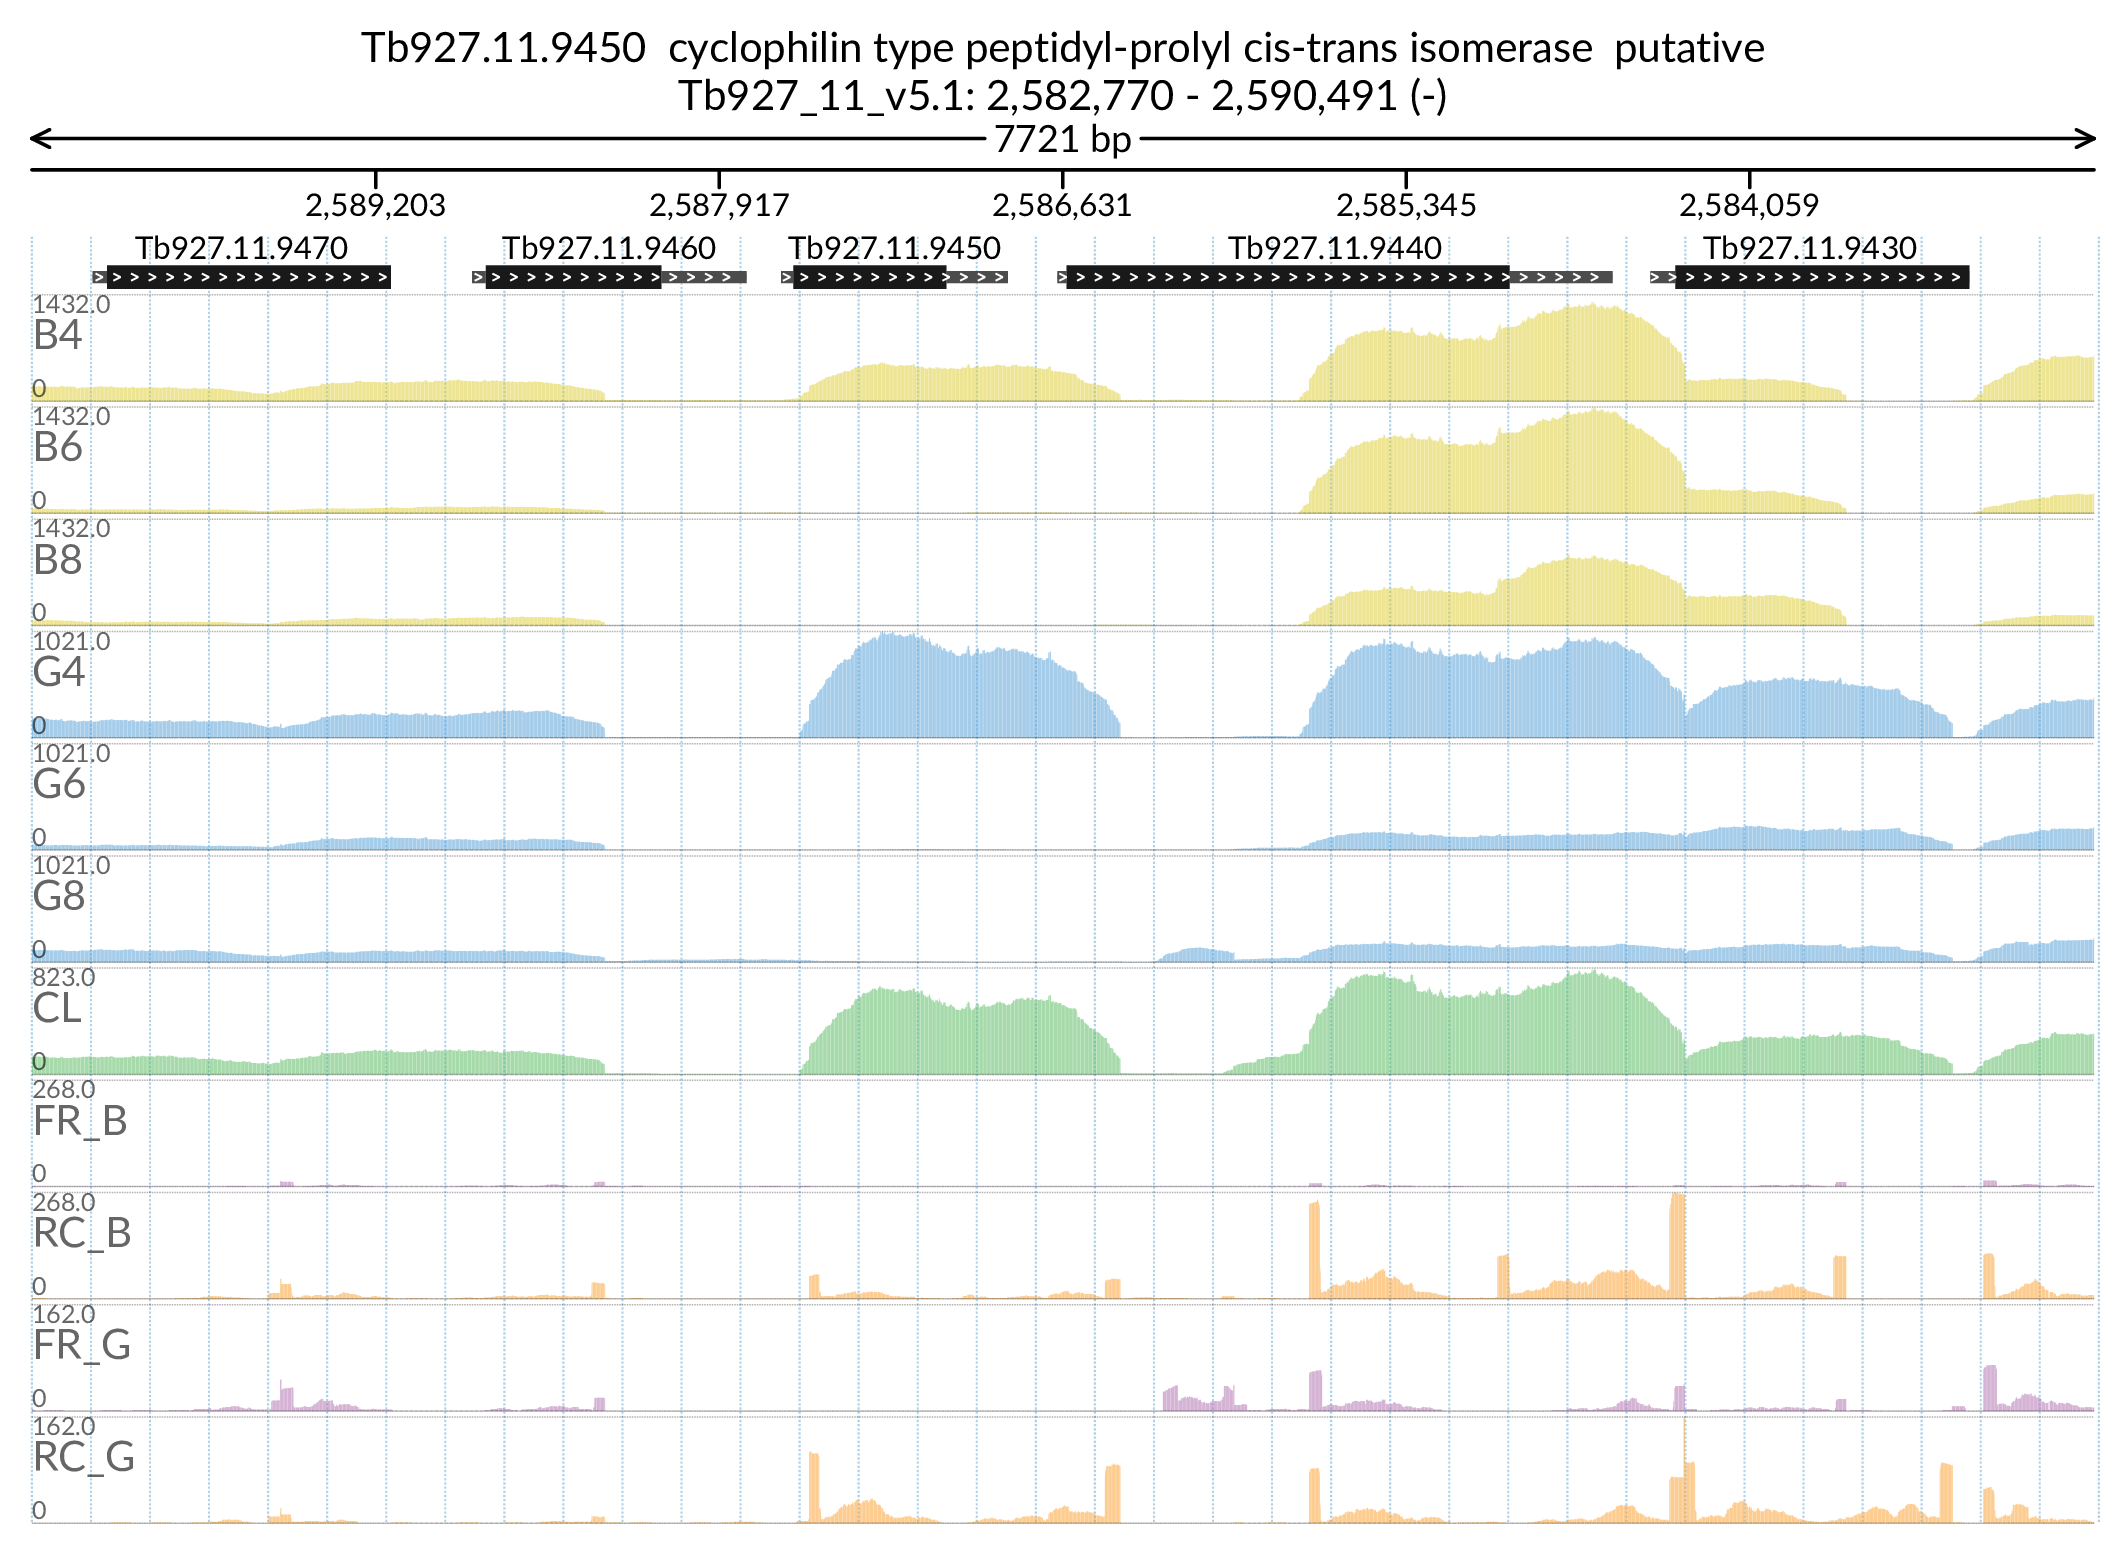 Tb927.11.9450  cyclophilin type peptidyl-prolyl cis-trans isomerase  putative
Tb927_11_v5.1: 2,582,770 - 2,590,491 (-)
7721 bp
2,589,203 2,587,917 2,586,631 2,585,345 2,584,059
Tb927.11.9470 Tb927.11.9460 Tb927.11.9450 Tb927.11.9440 Tb927.11.9430
1432.0
B4
0
1432.0
B6
0
1432.0
B8
0
1021.0
G4
0
1021.0
G6
0
1021.0
G8
0
823.0
CL
0
268.0
FR_B
0
268.0
RC_B
0
162.0
FR_G
0
162.0
RC_G
0